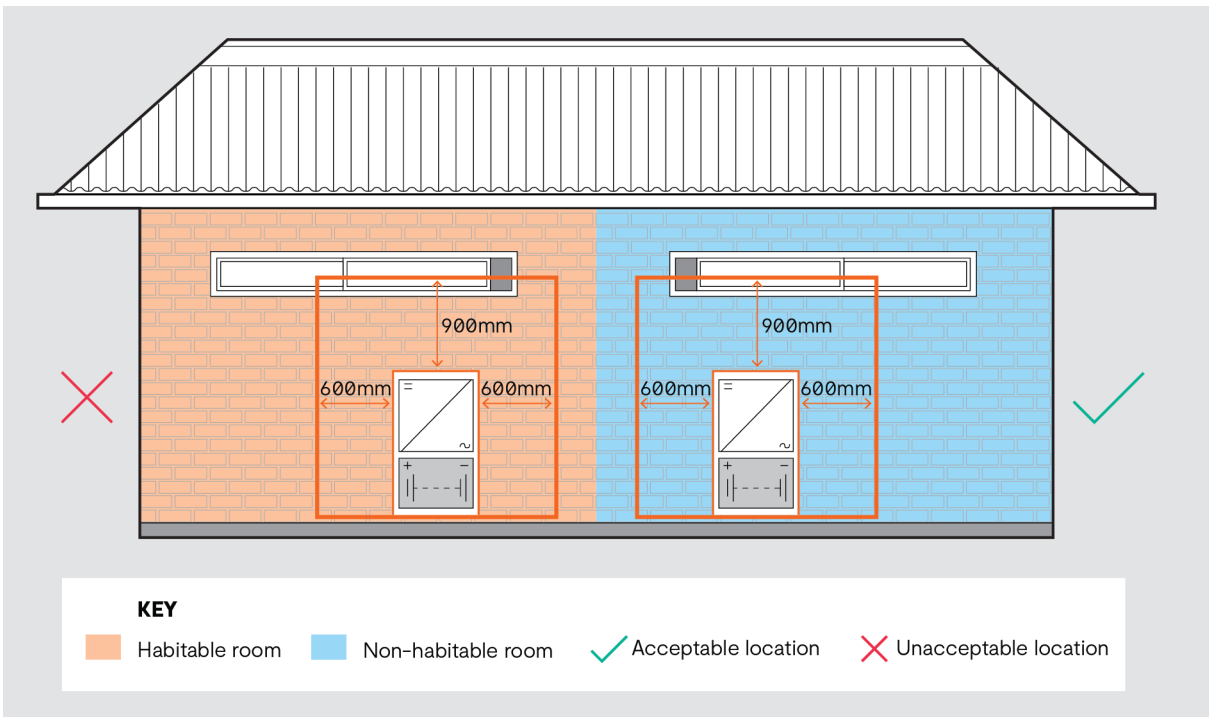 900mm
900mm
600mm 600mm 600mm 600mm
= =
~ ~
+ − + −
KEY
Habitable room Non-habitable room Acceptable location Unacceptable location